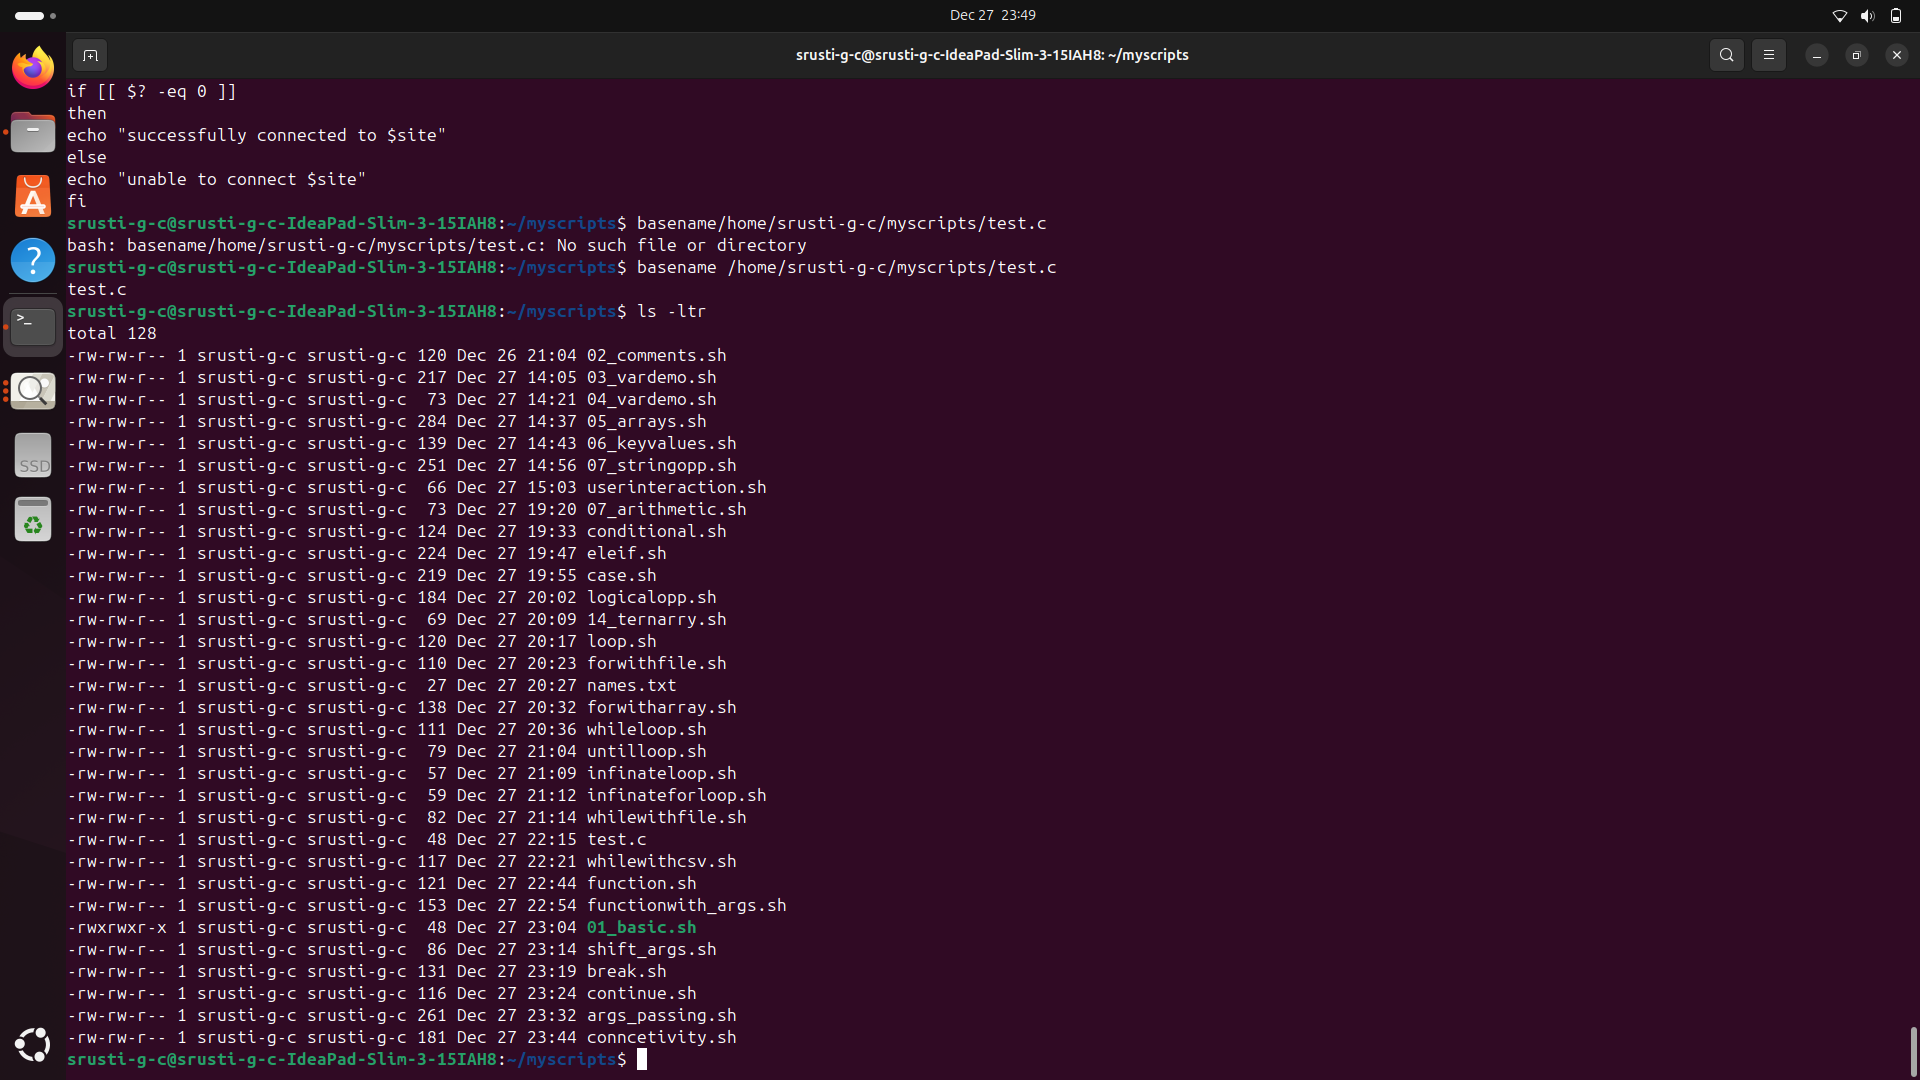 Dec 27 23:49
srusti-g-c@srusti-g-c-IdeaPad-Slim-3-15IAH8: ~/myscripts
if [[ $? -eq 0 ]]
then
echo "successfully connected to $site"
else
echo "unable to connect $site"
fi
srusti-g-c@srusti-g-c-IdeaPad-Slim-3-15IAH8:~/myscripts$ basename/home/srusti-g-c/myscripts/test.c
bash: basename/home/srusti-g-c/myscripts/test.c: No such file or directory
srusti-g-c@srusti-g-c-IdeaPad-Slim-3-15IAH8:~/myscripts$ basename /home/srusti-g-c/myscripts/test.c
test.c
srusti-g-c@srusti-g-c-IdeaPad-Slim-3-15IAH8:~/myscripts$ ls -ltr
total 128
-rw-rw-r-- 1 srusti-g-c srusti-g-c 120 Dec 26 21:04 02_comments.sh
-rw-rw-r-- 1 srusti-g-c srusti-g-c 217 Dec 27 14:05 03_vardemo.sh
-rw-rw-r-- 1 srusti-g-c srusti-g-c  73 Dec 27 14:21 04_vardemo.sh
-rw-rw-r-- 1 srusti-g-c srusti-g-c 284 Dec 27 14:37 05_arrays.sh
-rw-rw-r-- 1 srusti-g-c srusti-g-c 139 Dec 27 14:43 06_keyvalues.sh
-rw-rw-r-- 1 srusti-g-c srusti-g-c 251 Dec 27 14:56 07_stringopp.sh
-rw-rw-r-- 1 srusti-g-c srusti-g-c  66 Dec 27 15:03 userinteraction.sh
-rw-rw-r-- 1 srusti-g-c srusti-g-c  73 Dec 27 19:20 07_arithmetic.sh
-rw-rw-r-- 1 srusti-g-c srusti-g-c 124 Dec 27 19:33 conditional.sh
-rw-rw-r-- 1 srusti-g-c srusti-g-c 224 Dec 27 19:47 eleif.sh
-rw-rw-r-- 1 srusti-g-c srusti-g-c 219 Dec 27 19:55 case.sh
-rw-rw-r-- 1 srusti-g-c srusti-g-c 184 Dec 27 20:02 logicalopp.sh
-rw-rw-r-- 1 srusti-g-c srusti-g-c  69 Dec 27 20:09 14_ternarry.sh
-rw-rw-r-- 1 srusti-g-c srusti-g-c 120 Dec 27 20:17 loop.sh
-rw-rw-r-- 1 srusti-g-c srusti-g-c 110 Dec 27 20:23 forwithfile.sh
-rw-rw-r-- 1 srusti-g-c srusti-g-c  27 Dec 27 20:27 names.txt
-rw-rw-r-- 1 srusti-g-c srusti-g-c 138 Dec 27 20:32 forwitharray.sh
-rw-rw-r-- 1 srusti-g-c srusti-g-c 111 Dec 27 20:36 whileloop.sh
-rw-rw-r-- 1 srusti-g-c srusti-g-c  79 Dec 27 21:04 untilloop.sh
-rw-rw-r-- 1 srusti-g-c srusti-g-c  57 Dec 27 21:09 infinateloop.sh
-rw-rw-r-- 1 srusti-g-c srusti-g-c  59 Dec 27 21:12 infinateforloop.sh
-rw-rw-r-- 1 srusti-g-c srusti-g-c  82 Dec 27 21:14 whilewithfile.sh
-rw-rw-r-- 1 srusti-g-c srusti-g-c  48 Dec 27 22:15 test.c
-rw-rw-r-- 1 srusti-g-c srusti-g-c 117 Dec 27 22:21 whilewithcsv.sh
-rw-rw-r-- 1 srusti-g-c srusti-g-c 121 Dec 27 22:44 function.sh
-rw-rw-r-- 1 srusti-g-c srusti-g-c 153 Dec 27 22:54 functionwith_args.sh
-rwxrwxr-x 1 srusti-g-c srusti-g-c  48 Dec 27 23:04 01_basic.sh
-rw-rw-r-- 1 srusti-g-c srusti-g-c  86 Dec 27 23:14 shift_args.sh
-rw-rw-r-- 1 srusti-g-c srusti-g-c 131 Dec 27 23:19 break.sh
-rw-rw-r-- 1 srusti-g-c srusti-g-c 116 Dec 27 23:24 continue.sh
-rw-rw-r-- 1 srusti-g-c srusti-g-c 261 Dec 27 23:32 args_passing.sh
-rw-rw-r-- 1 srusti-g-c srusti-g-c 181 Dec 27 23:44 conncetivity.sh
srusti-g-c@srusti-g-c-IdeaPad-Slim-3-15IAH8:~/myscripts$
SSD